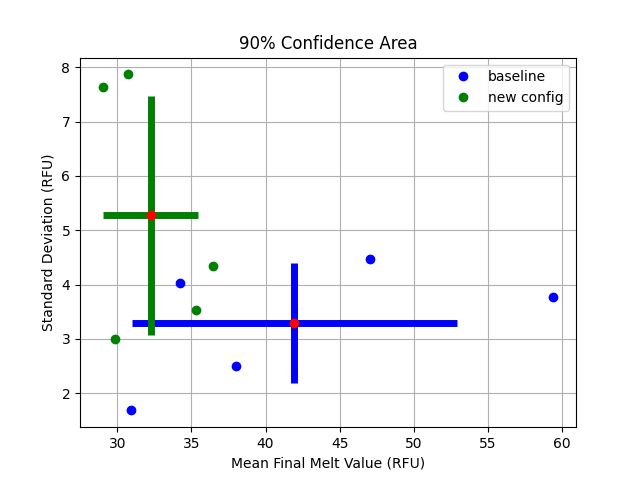 90% Confidence Area
baseline
new config
8
7
6
5
4
3
2
Standard Deviation (RFU)
30 35 40 45 50 55 60
Mean Final Melt Value (RFU)